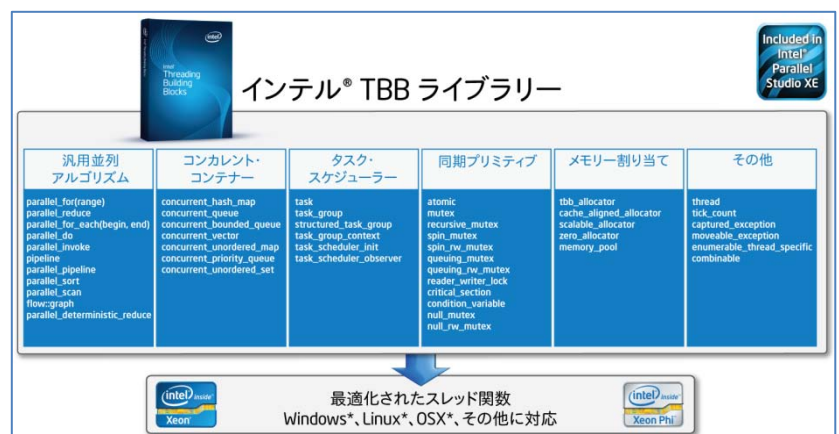 intel
Intel
Threading
Building
Blocks
インテル® TBB ライブラリー
Included in
Intel®
Parallel
Studio XE
汎用並列
アルゴリズム
parallel_for(range)
parallel_reduce
parallel_for_each(begin, end)
parallel_do
parallel_invoke
pipeline
parallel_pipeline
parallel_sort
parallel_scan
flow::graph
parallel_deterministic_reduce
コンカレント・
コンテナー
concurrent_hash_map
concurrent_queue
concurrent_bounded_queue
concurrent_vector
concurrent_unordered_map
concurrent_priority_queue
concurrent_unordered_set
タスク・
スケジューラー
task
task_group
structured_task_group
task_group_context
task_scheduler_init
task_scheduler_observer
同期プリミティブ
atomic
mutex
recursive_mutex
spin_mutex
spin_rw_mutex
queuing_mutex
queuing_rw_mutex
reader_writer_lock
critical_section
condition_variable
null_mutex
null_rw_mutex
メモリー割り当て
tbb_allocator
cache_aligned_allocator
scalable_allocator
zero_allocator
memory_pool
その他
thread
tick_count
captured_exception
moveable_exception
enumerable_thread_specific
combinable
intel inside™
Xeon®
最適化されたスレッド関数
Windows*、Linux*、OSX*、その他に対応
intel inside™
Xeon Phi™